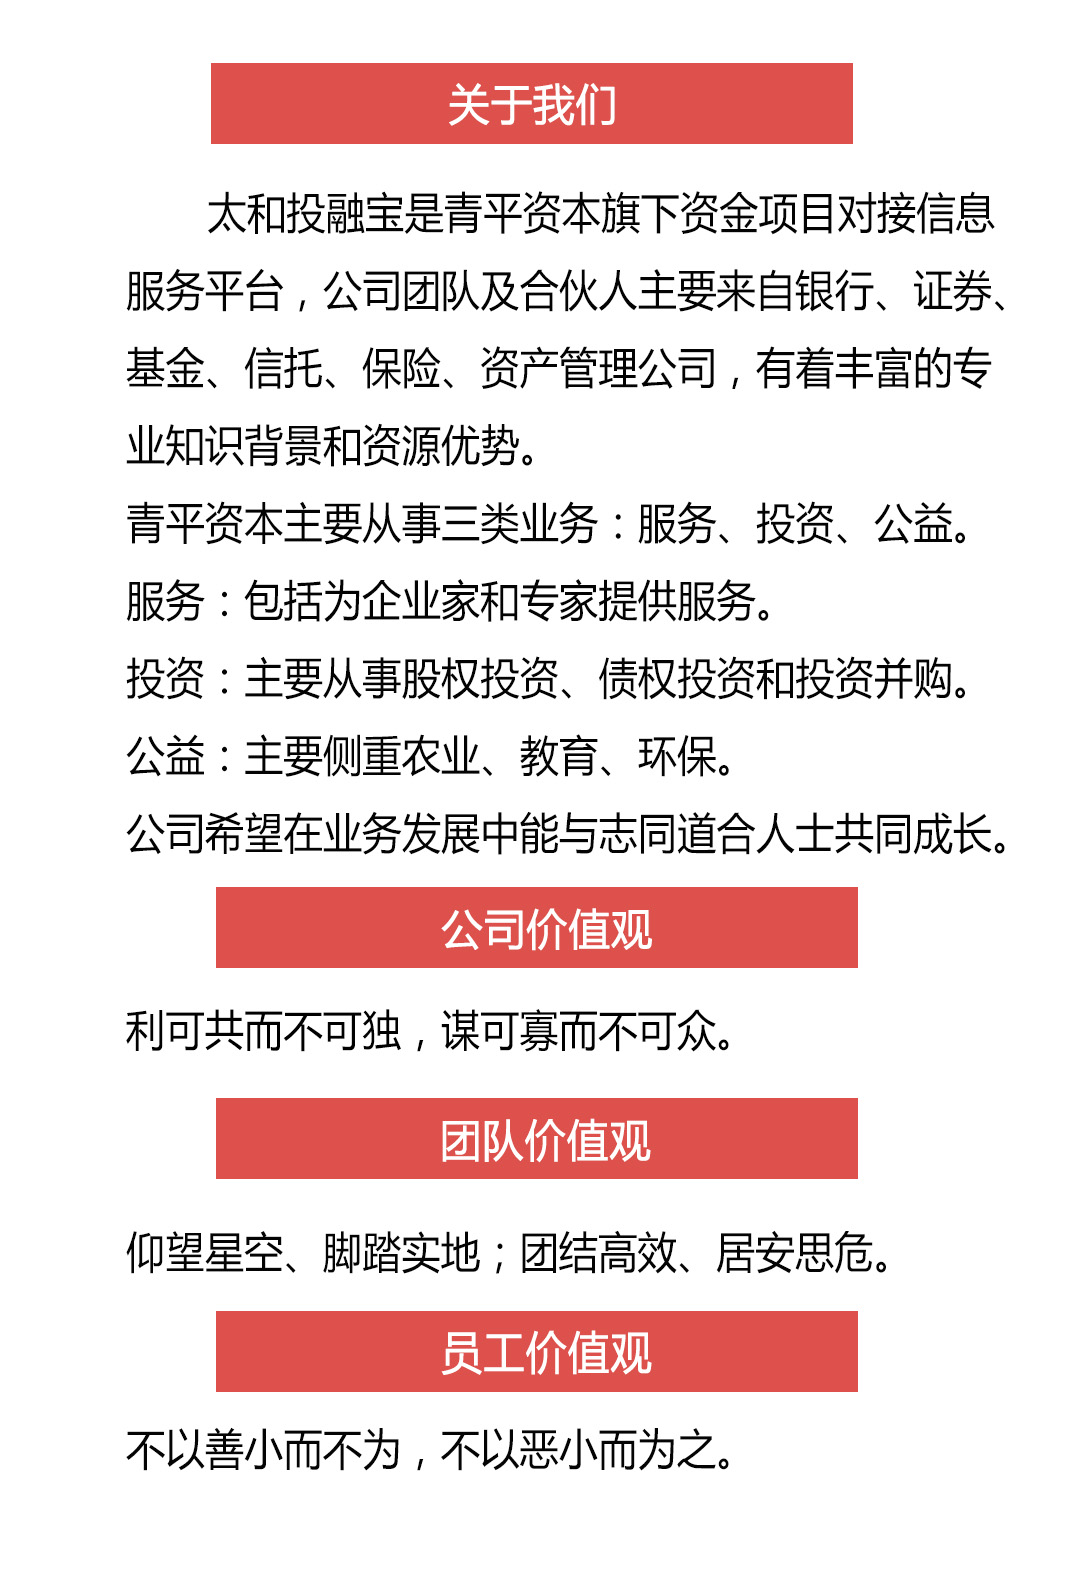 关于我们
太和投融宝是青平资本旗下资金项目对接信息
服务平台，公司团队及合伙人主要来自银行、证券、
基金、信托、保险、资产管理公司，有着丰富的专
业知识背景和资源优势。
青平资本主要从事三类业务：服务、投资、公益。
服务：包括为企业家和专家提供服务。
投资：主要从事股权投资、债权投资和投资并购。
公益：主要侧重农业、教育、环保。
公司希望在业务发展中能与志同道合人士共同成长。
公司价值观
利可共而不可独，谋可寡而不可众。
团队价值观
仰望星空、脚踏实地；团结高效、居安思危。
员工价值观
不以善小而不为，不以恶小而为之。